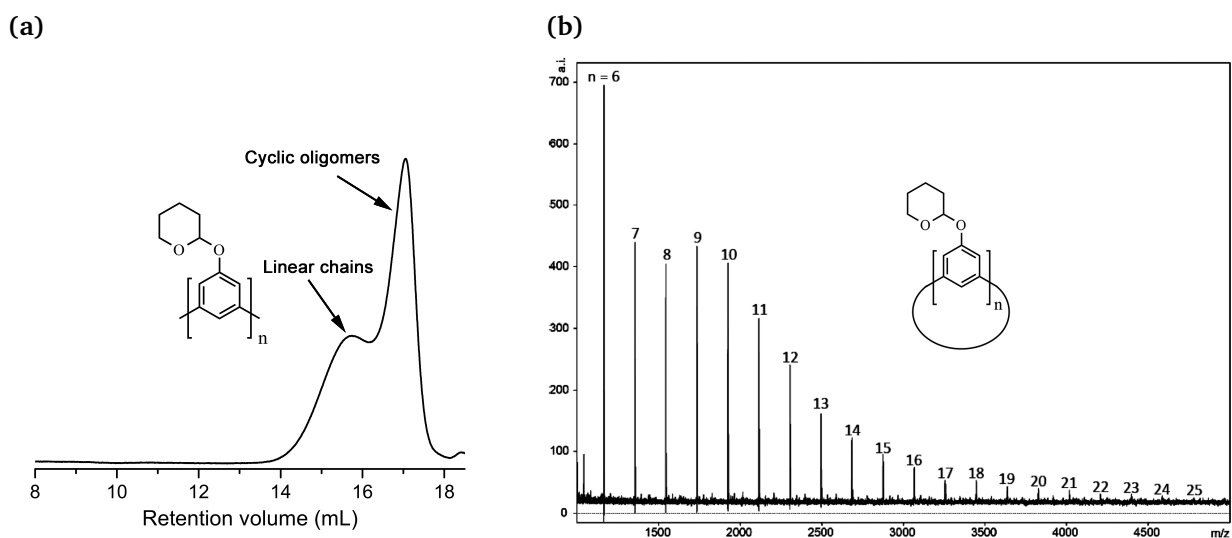 (a)
Cyclic oligomers
Linear chains
O
O
n
8
10
12
14
16
18
Retention volume (mL)
(b)
a.i.
700
600
500
400
300
200
100
0
n = 6
7
8
9
10
11
12
13
14
15
16
17
18
19
20
21
22
23
24
25
O
O
n
1500
2000
2500
3000
3500
4000
4500
m/z